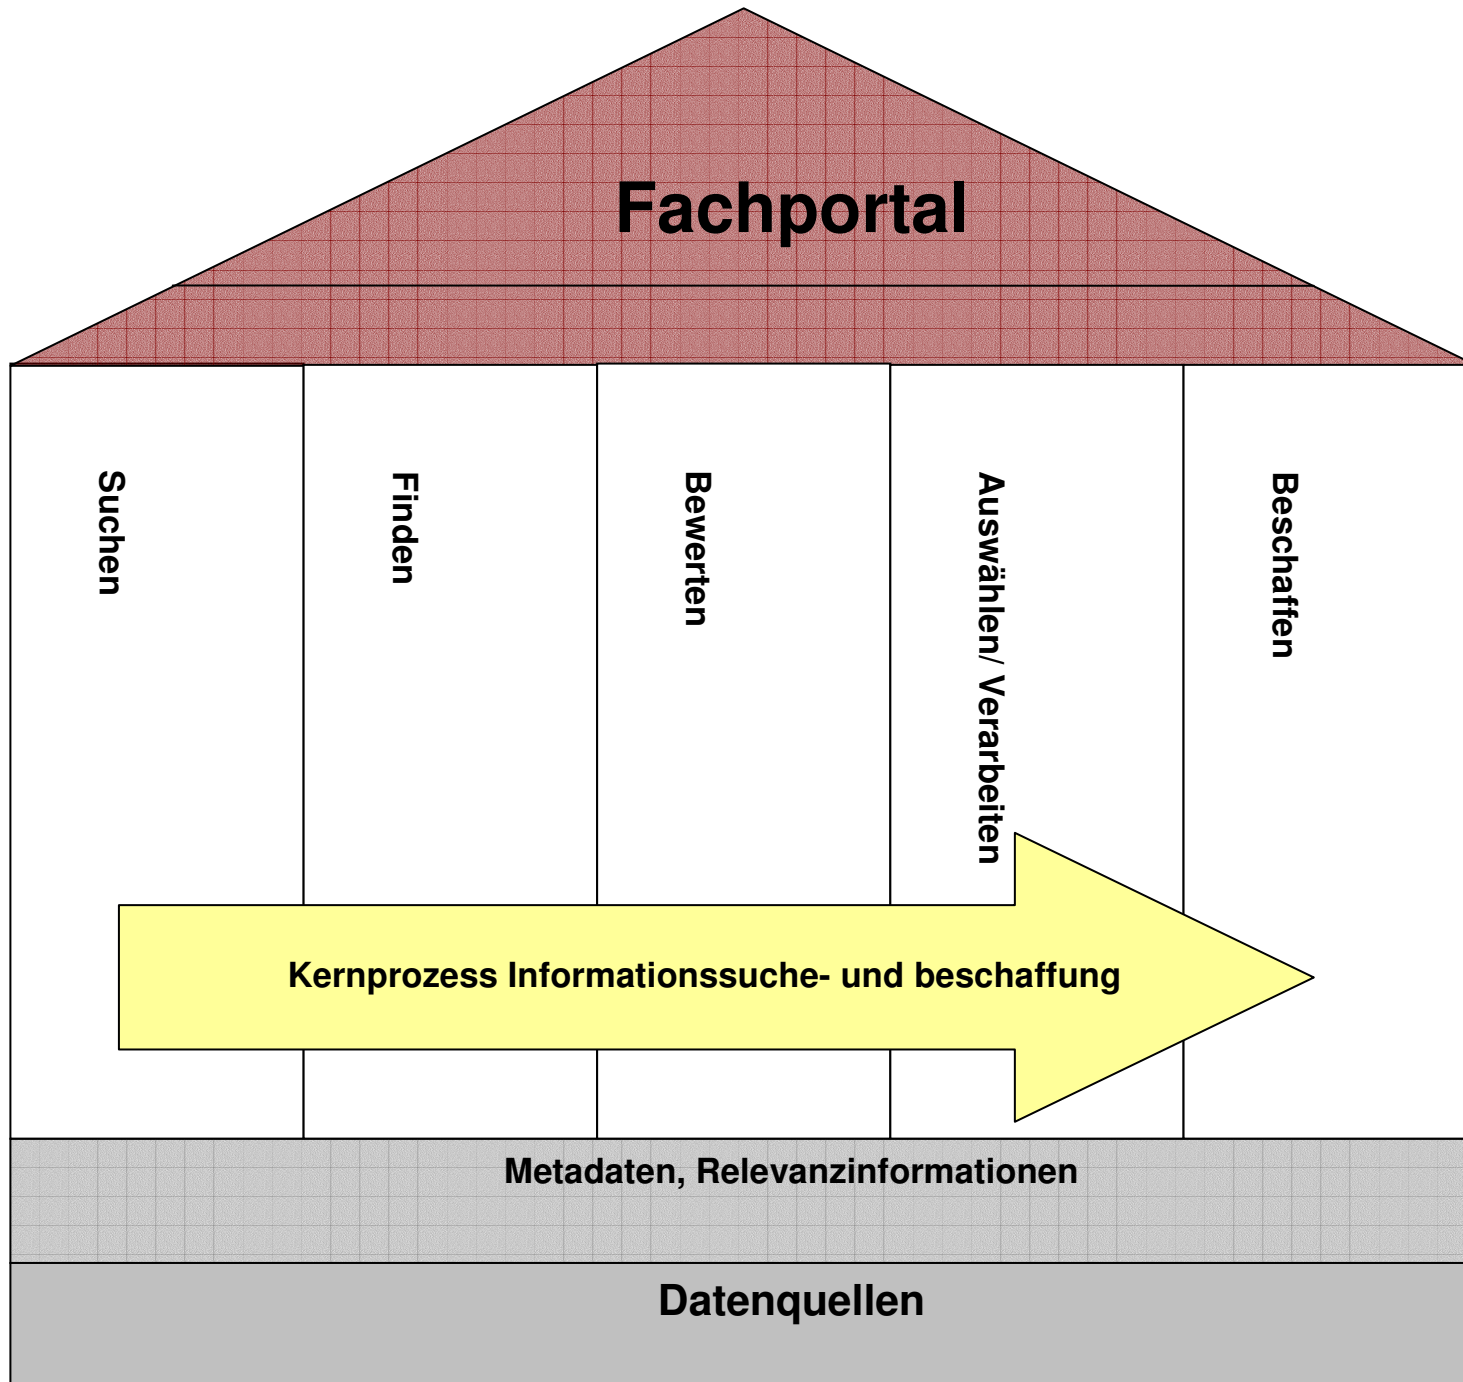 Fachportal
Suchen
Finden
Bewerten
Auswählen/ Verarbeiten
Beschaffen
Kernprozess Informationssuche- und beschaffung
Metadaten, Relevanzinformationen
Datenquellen